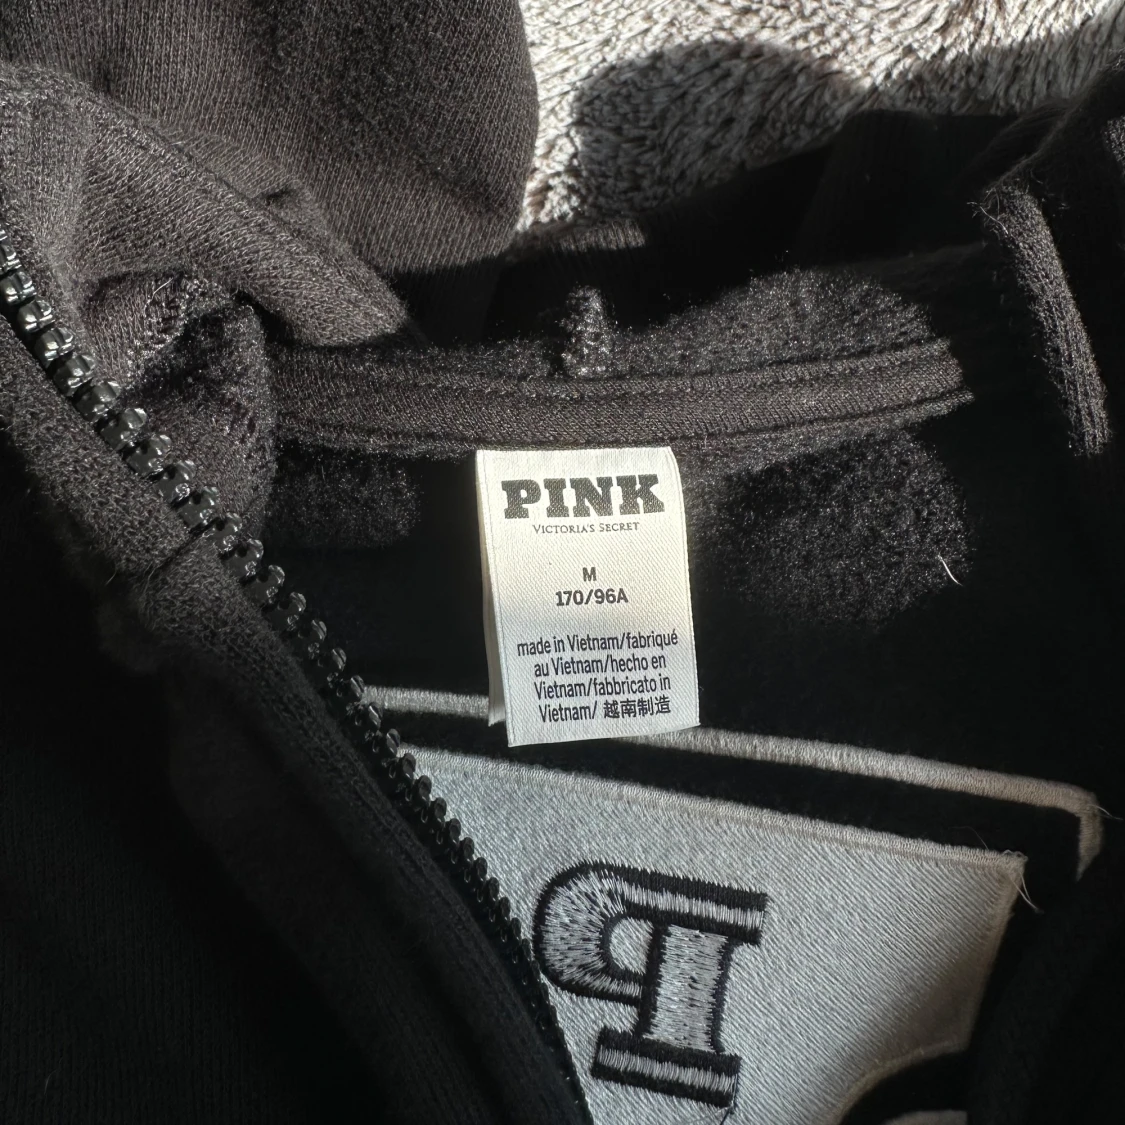 PINK
VICTORIA'S SECRET
M
170/96A
made in Vietnam/fabriqué
au Vietnam/hecho en
Vietnam/fabbricato in
Vietnam/ 越南制造
P